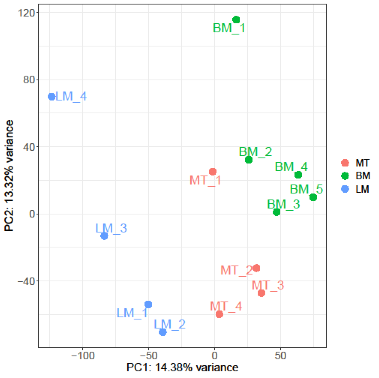 120
BM_1
80
LM_4
BM_2
40
BM_4
MT_1
BM_5
BM_3
0
LM_3
MT_2
MT_3
−40
LM_1
MT_4
LM_2
−100
−50
0
50
PC1: 14.38% variance
PC2: 13.32% variance
MT
BM
LM